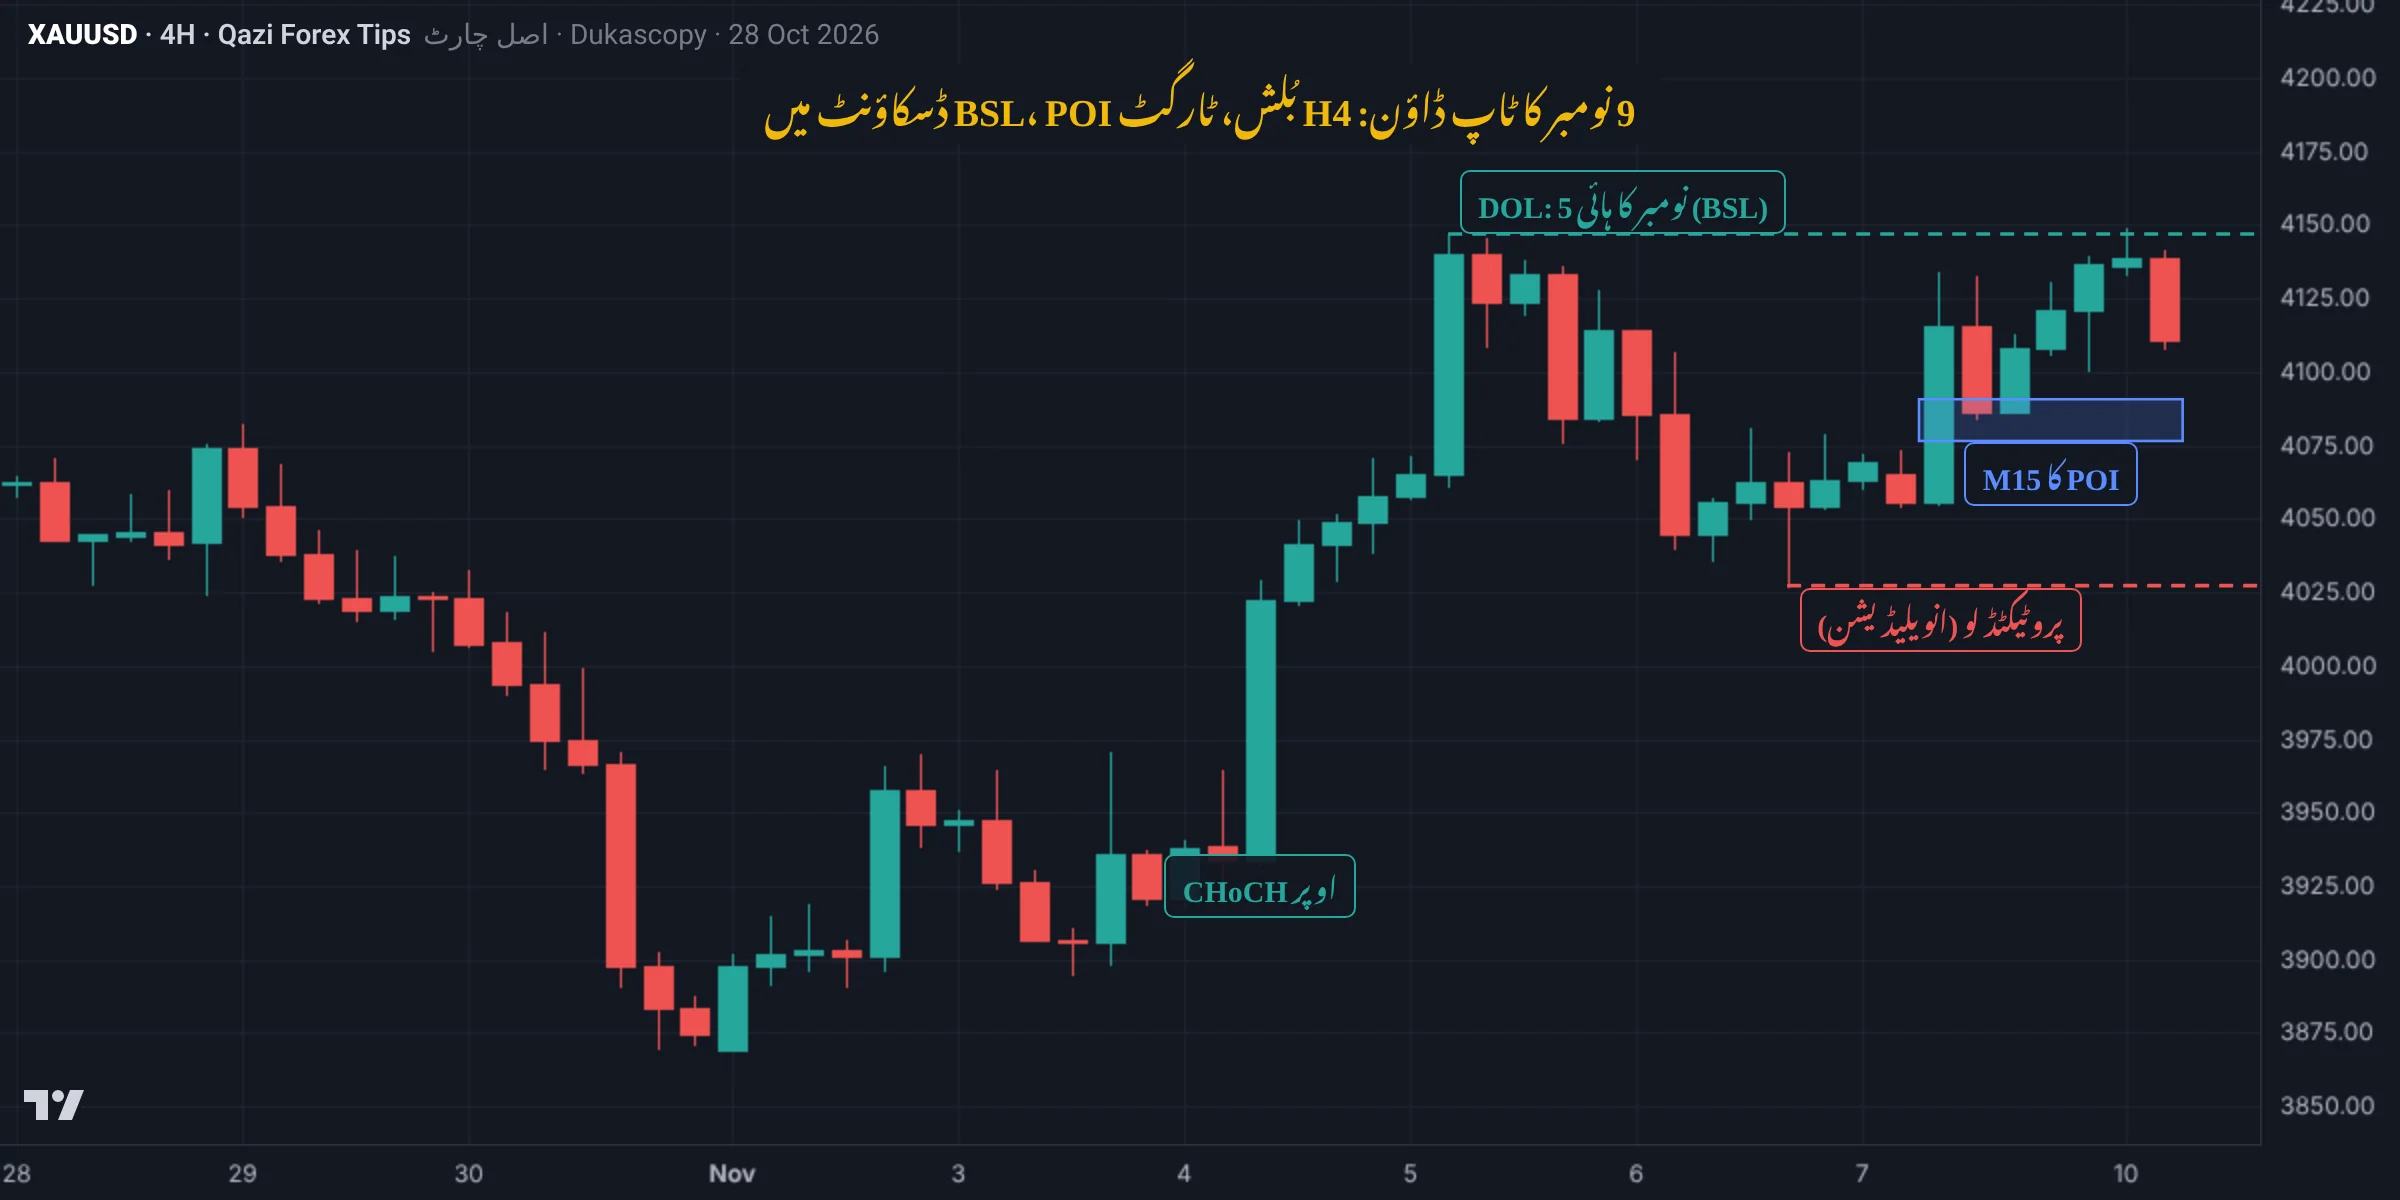 XAUUSD · 4H · Qazi Forex Tips اصل چارٹ · Dukascopy · 28 Oct 2026
9 نومبر کا ٹاپ ڈاؤن: H4 بُلش، ٹارگٹ BSL، POI ڈسکاؤنٹ میں
DOL: 5 نومبر کا ہائی (BSL)
M15 کا POI
پروٹیکٹڈ لو (انویلیڈیشن)
CHoCH اوپر
4225.00
4200.00
4175.00
4150.00
4125.00
4100.00
4075.00
4050.00
4025.00
4000.00
3975.00
3950.00
3925.00
3900.00
3875.00
3850.00
28 29 30 Nov 3 4 5 6 7 10